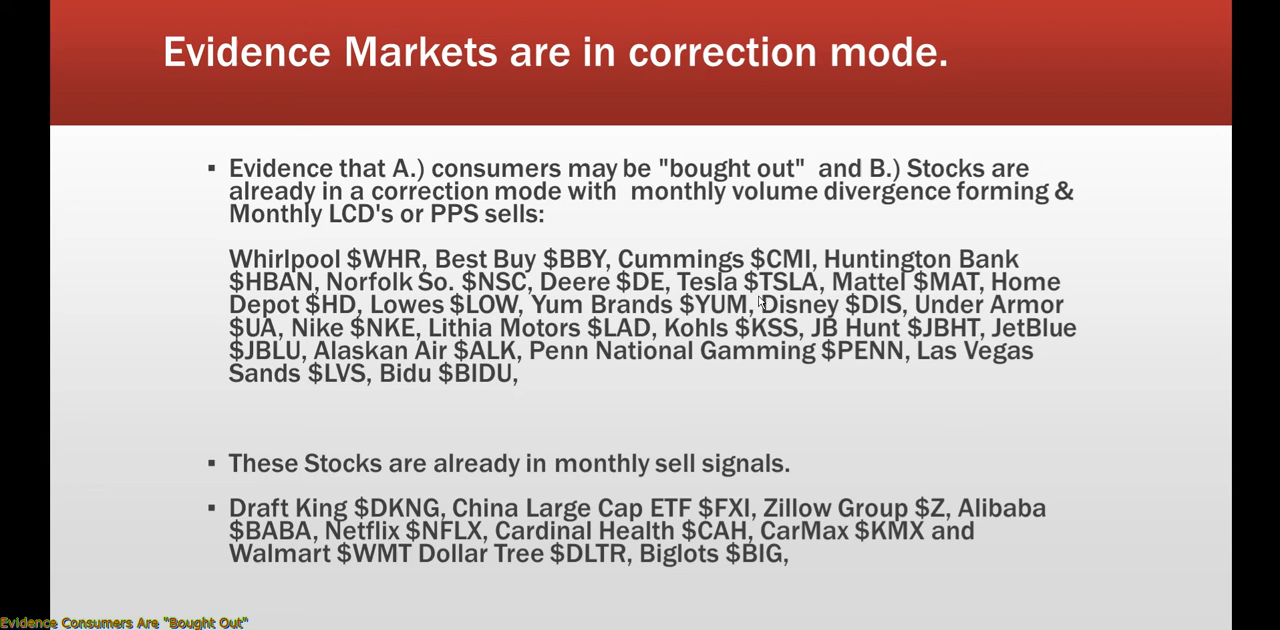 Evidence Markets are in correction mode.
▪ Evidence that A.) consumers may be "bought out" and B.) Stocks are
already in a correction mode with monthly volume divergence forming &
Monthly LCD's or PPS sells:
Whirlpool $WHR, Best Buy $BBY, Cummings $CMI, Huntington Bank
$HBAN, Norfolk So. $NSC, Deere $DE, Tesla $TSLA, Mattel $MAT, Home
Depot $HD, Lowes $LOW, Yum Brands $YUM, Disney $DIS, Under Armor
$UA, Nike $NKE, Lithia Motors $LAD, Kohls $KSS, JB Hunt $JBHT, JetBlue
$JBLU, Alaskan Air $ALK, Penn National Gamming $PENN, Las Vegas
Sands $LVS, Bidu $BIDU,
▪ These Stocks are already in monthly sell signals.
▪ Draft King $DKNG, China Large Cap ETF $FXI, Zillow Group $Z, Alibaba
$BABA, Netflix $NFLX, Cardinal Health $CAH, CarMax $KMX and
Walmart $WMT Dollar Tree $DLTR, Biglots $BIG,
Evidence Consumers Are "Bought Out"